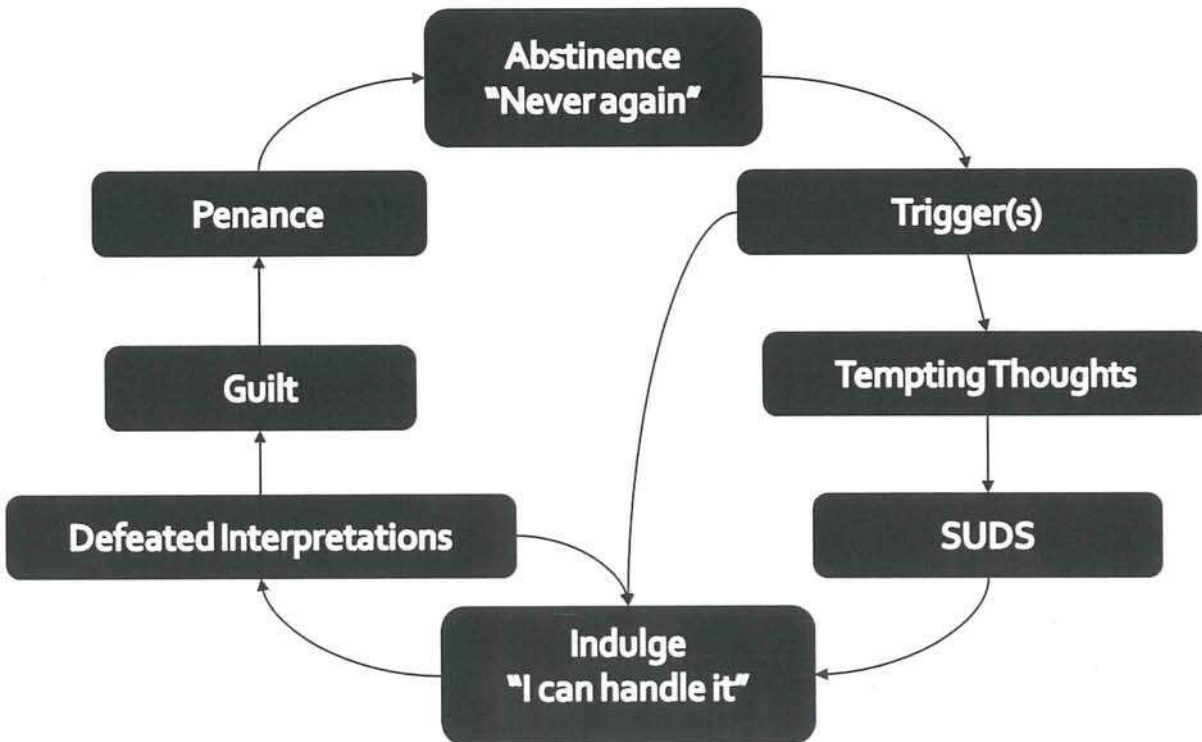 Abstinence
"Never again"
Trigger(s)
Tempting Thoughts
SUDS
Indulge
"I can handle it"
Defeated Interpretations
Guilt
Penance